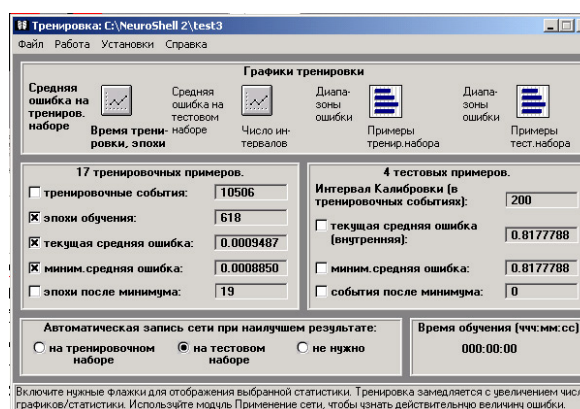 Тренировка: C:\NeuroShell 2\test3
Файл Работа Установки Справка
Графики тренировки
Средняя ошибка на трениров. наборе
Время трени- ровки, эпохи
Средняя ошибка на тестовом наборе
Число ин- тервалов
Диапа- зоны ошибки
Примеры тренир.набора
Диапа- зоны ошибки
Примеры тест.набора
17 тренировочных примеров.
тренировочные события: 10506
эпохи обучения: 618
текущая средняя ошибка: 0.0009487
миним.средняя ошибка: 0.0008850
эпохи после минимума: 19
4 тестовых примеров.
Интервал Калибровки (в тренировочных событиях): 200
текущая средняя ошибка (внутренняя): 0.8177788
миним.средняя ошибка: 0.8177788
события после минимума: 0
Автоматическая запись сети при наилучшем результате:
на тренировочном наборе
на тестовом наборе
не нужно
Время обучения (ччч:мм:сс)
000:00:00
Включите нужные флажки для отображения выбранной статистики. Тренировка замедляется с увеличением числ
графиков/статистики. Используйте модуль Применение сети, чтобы узнать действительную величину ошибки.